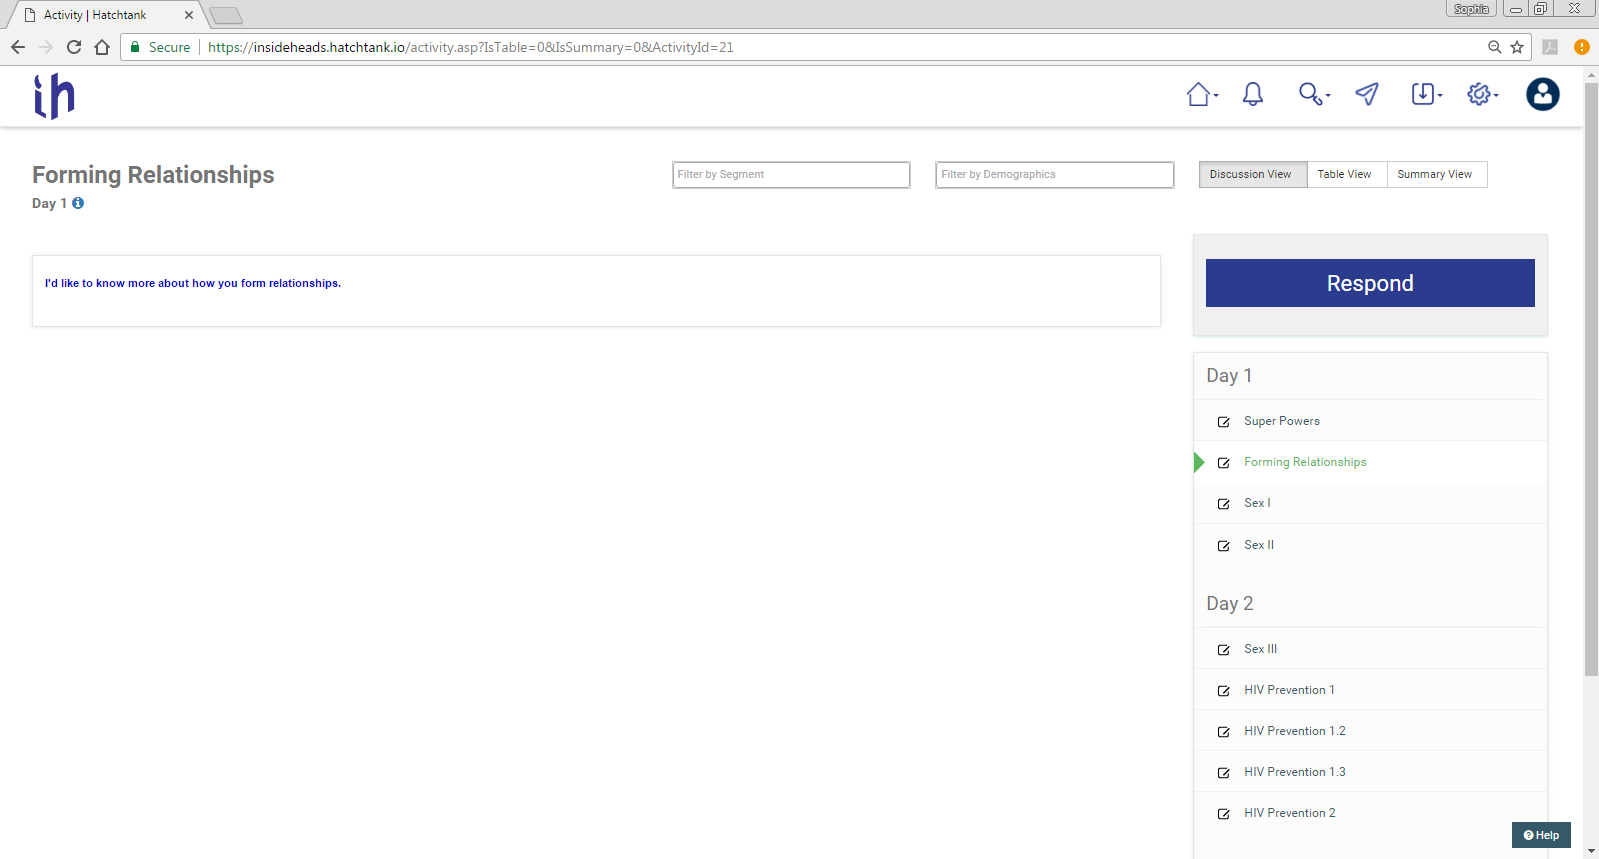 Activity | Hatchtank
Sophia
Secure
https://insideheads.hatchtank.io/activity.asp?IsTable=0&IsSummary=0&ActivityId=21
ih
Forming Relationships
Filter by Segment
Filter by Demographics
Discussion View
Table View
Summary View
Day 1
I'd like to know more about how you form relationships.
Respond
Day 1
Super Powers
Forming Relationships
Sex I
Sex II
Day 2
Sex III
HIV Prevention 1
HIV Prevention 1.2
HIV Prevention 1.3
HIV Prevention 2
Help